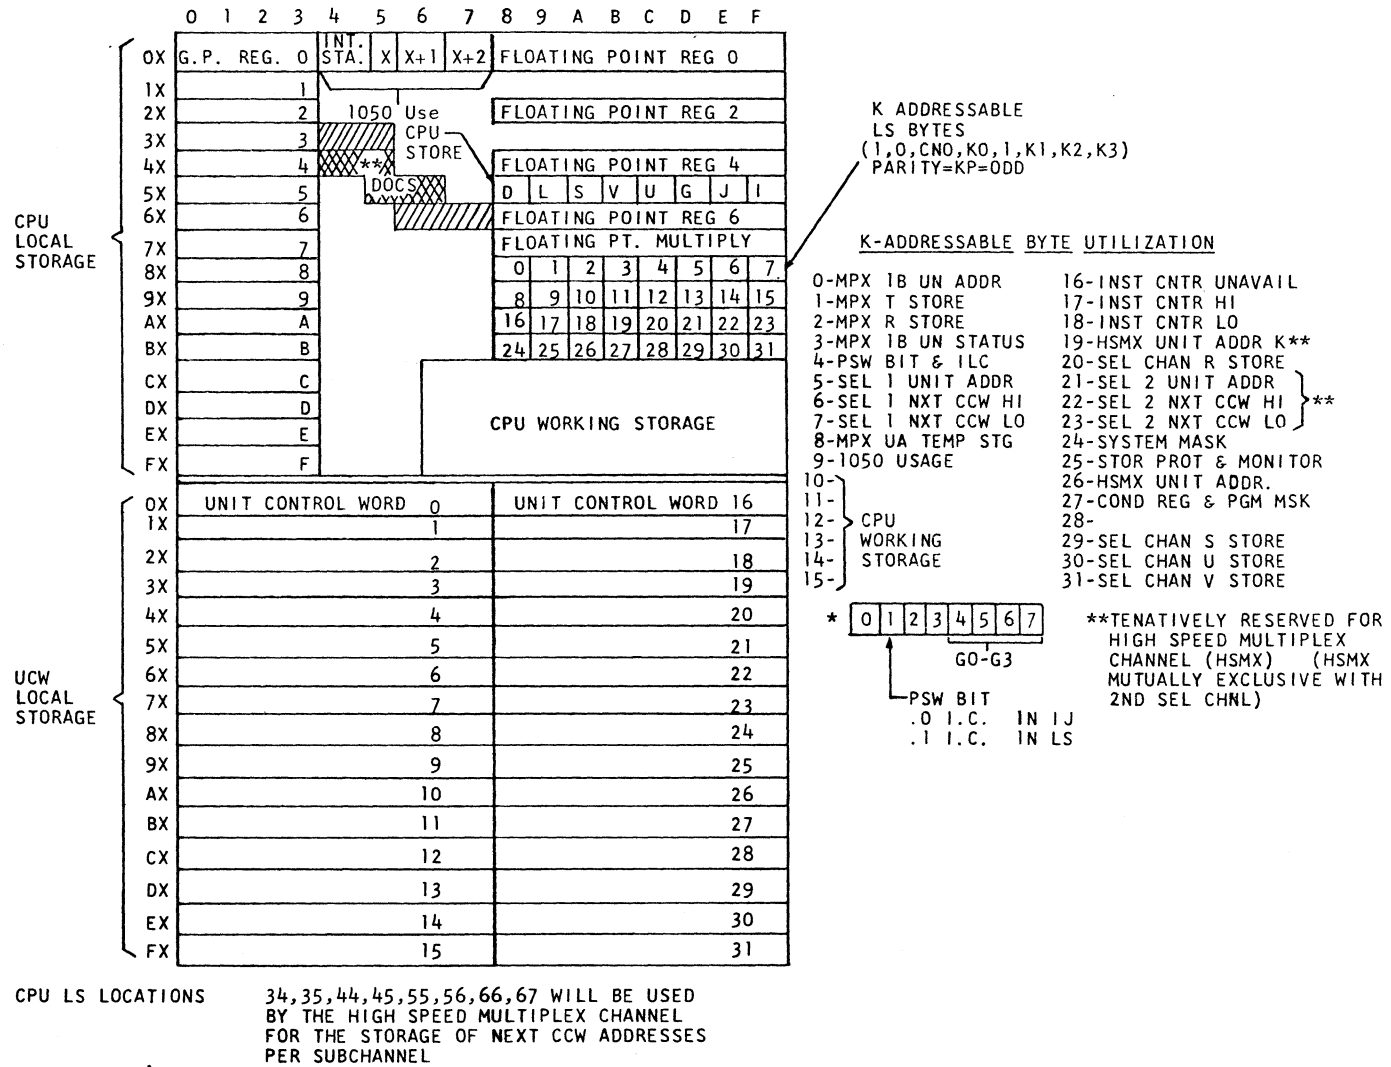 0 1 2 3 4 5 6 7 8 9 A B C D E F
CPU LOCAL STORAGE
0X G.P. REG. 0 INT. STA. X X+1 X+2 FLOATING POINT REG 0
1X 1
2X 2 1050 Use CPU STORE FLOATING POINT REG 2
3X 3
4X 4 ** FLOATING POINT REG 4
5X 5 DOCS D L S V U G J I
6X 6 FLOATING POINT REG 6
7X 7 FLOATING PT. MULTIPLY
8X 8 0 1 2 3 4 5 6 7
9X 9 8 9 10 11 12 13 14 15
AX A 16 17 18 19 20 21 22 23
BX B 24 25 26 27 28 29 30 31
CX C
DX D CPU WORKING STORAGE
EX E
FX F
UCW LOCAL STORAGE
0X UNIT CONTROL WORD 0 UNIT CONTROL WORD 16
1X 1 17
2X 2 18
3X 3 19
4X 4 20
5X 5 21
6X 6 22
7X 7 23
8X 8 24
9X 9 25
AX 10 26
BX 11 27
CX 12 28
DX 13 29
EX 14 30
FX 15 31
K ADDRESSABLE
LS BYTES
(1,0,CN0,K0,1,K1,K2,K3)
PARITY=KP=ODD
K-ADDRESSABLE BYTE UTILIZATION
0-MPX IB UN ADDR
1-MPX T STORE
2-MPX R STORE
3-MPX IB UN STATUS
4-PSW BIT & ILC
5-SEL 1 UNIT ADDR
6-SEL 1 NXT CCW HI
7-SEL 1 NXT CCW LO
8-MPX UA TEMP STG
9-1050 USAGE
10-
11-
12- CPU
13- WORKING
14- STORAGE
15-
16-INST CNTR UNAVAIL
17-INST CNTR HI
18-INST CNTR LO
19-HSMX UNIT ADDR K**
20-SEL CHAN R STORE
21-SEL 2 UNIT ADDR
22-SEL 2 NXT CCW HI **
23-SEL 2 NXT CCW LO
24-SYSTEM MASK
25-STOR PROT & MONITOR
26-HSMX UNIT ADDR.
27-COND REG & PGM MSK
28-
29-SEL CHAN S STORE
30-SEL CHAN U STORE
31-SEL CHAN V STORE
* 0 1 2 3 4 5 6 7
G0-G3
PSW BIT
.0 I.C. IN IJ
.1 I.C. IN LS
**TENATIVELY RESERVED FOR
HIGH SPEED MULTIPLEX
CHANNEL (HSMX) (HSMX
MUTUALLY EXCLUSIVE WITH
2ND SEL CHNL)
CPU LS LOCATIONS 34,35,44,45,55,56,66,67 WILL BE USED
BY THE HIGH SPEED MULTIPLEX CHANNEL
FOR THE STORAGE OF NEXT CCW ADDRESSES
PER SUBCHANNEL